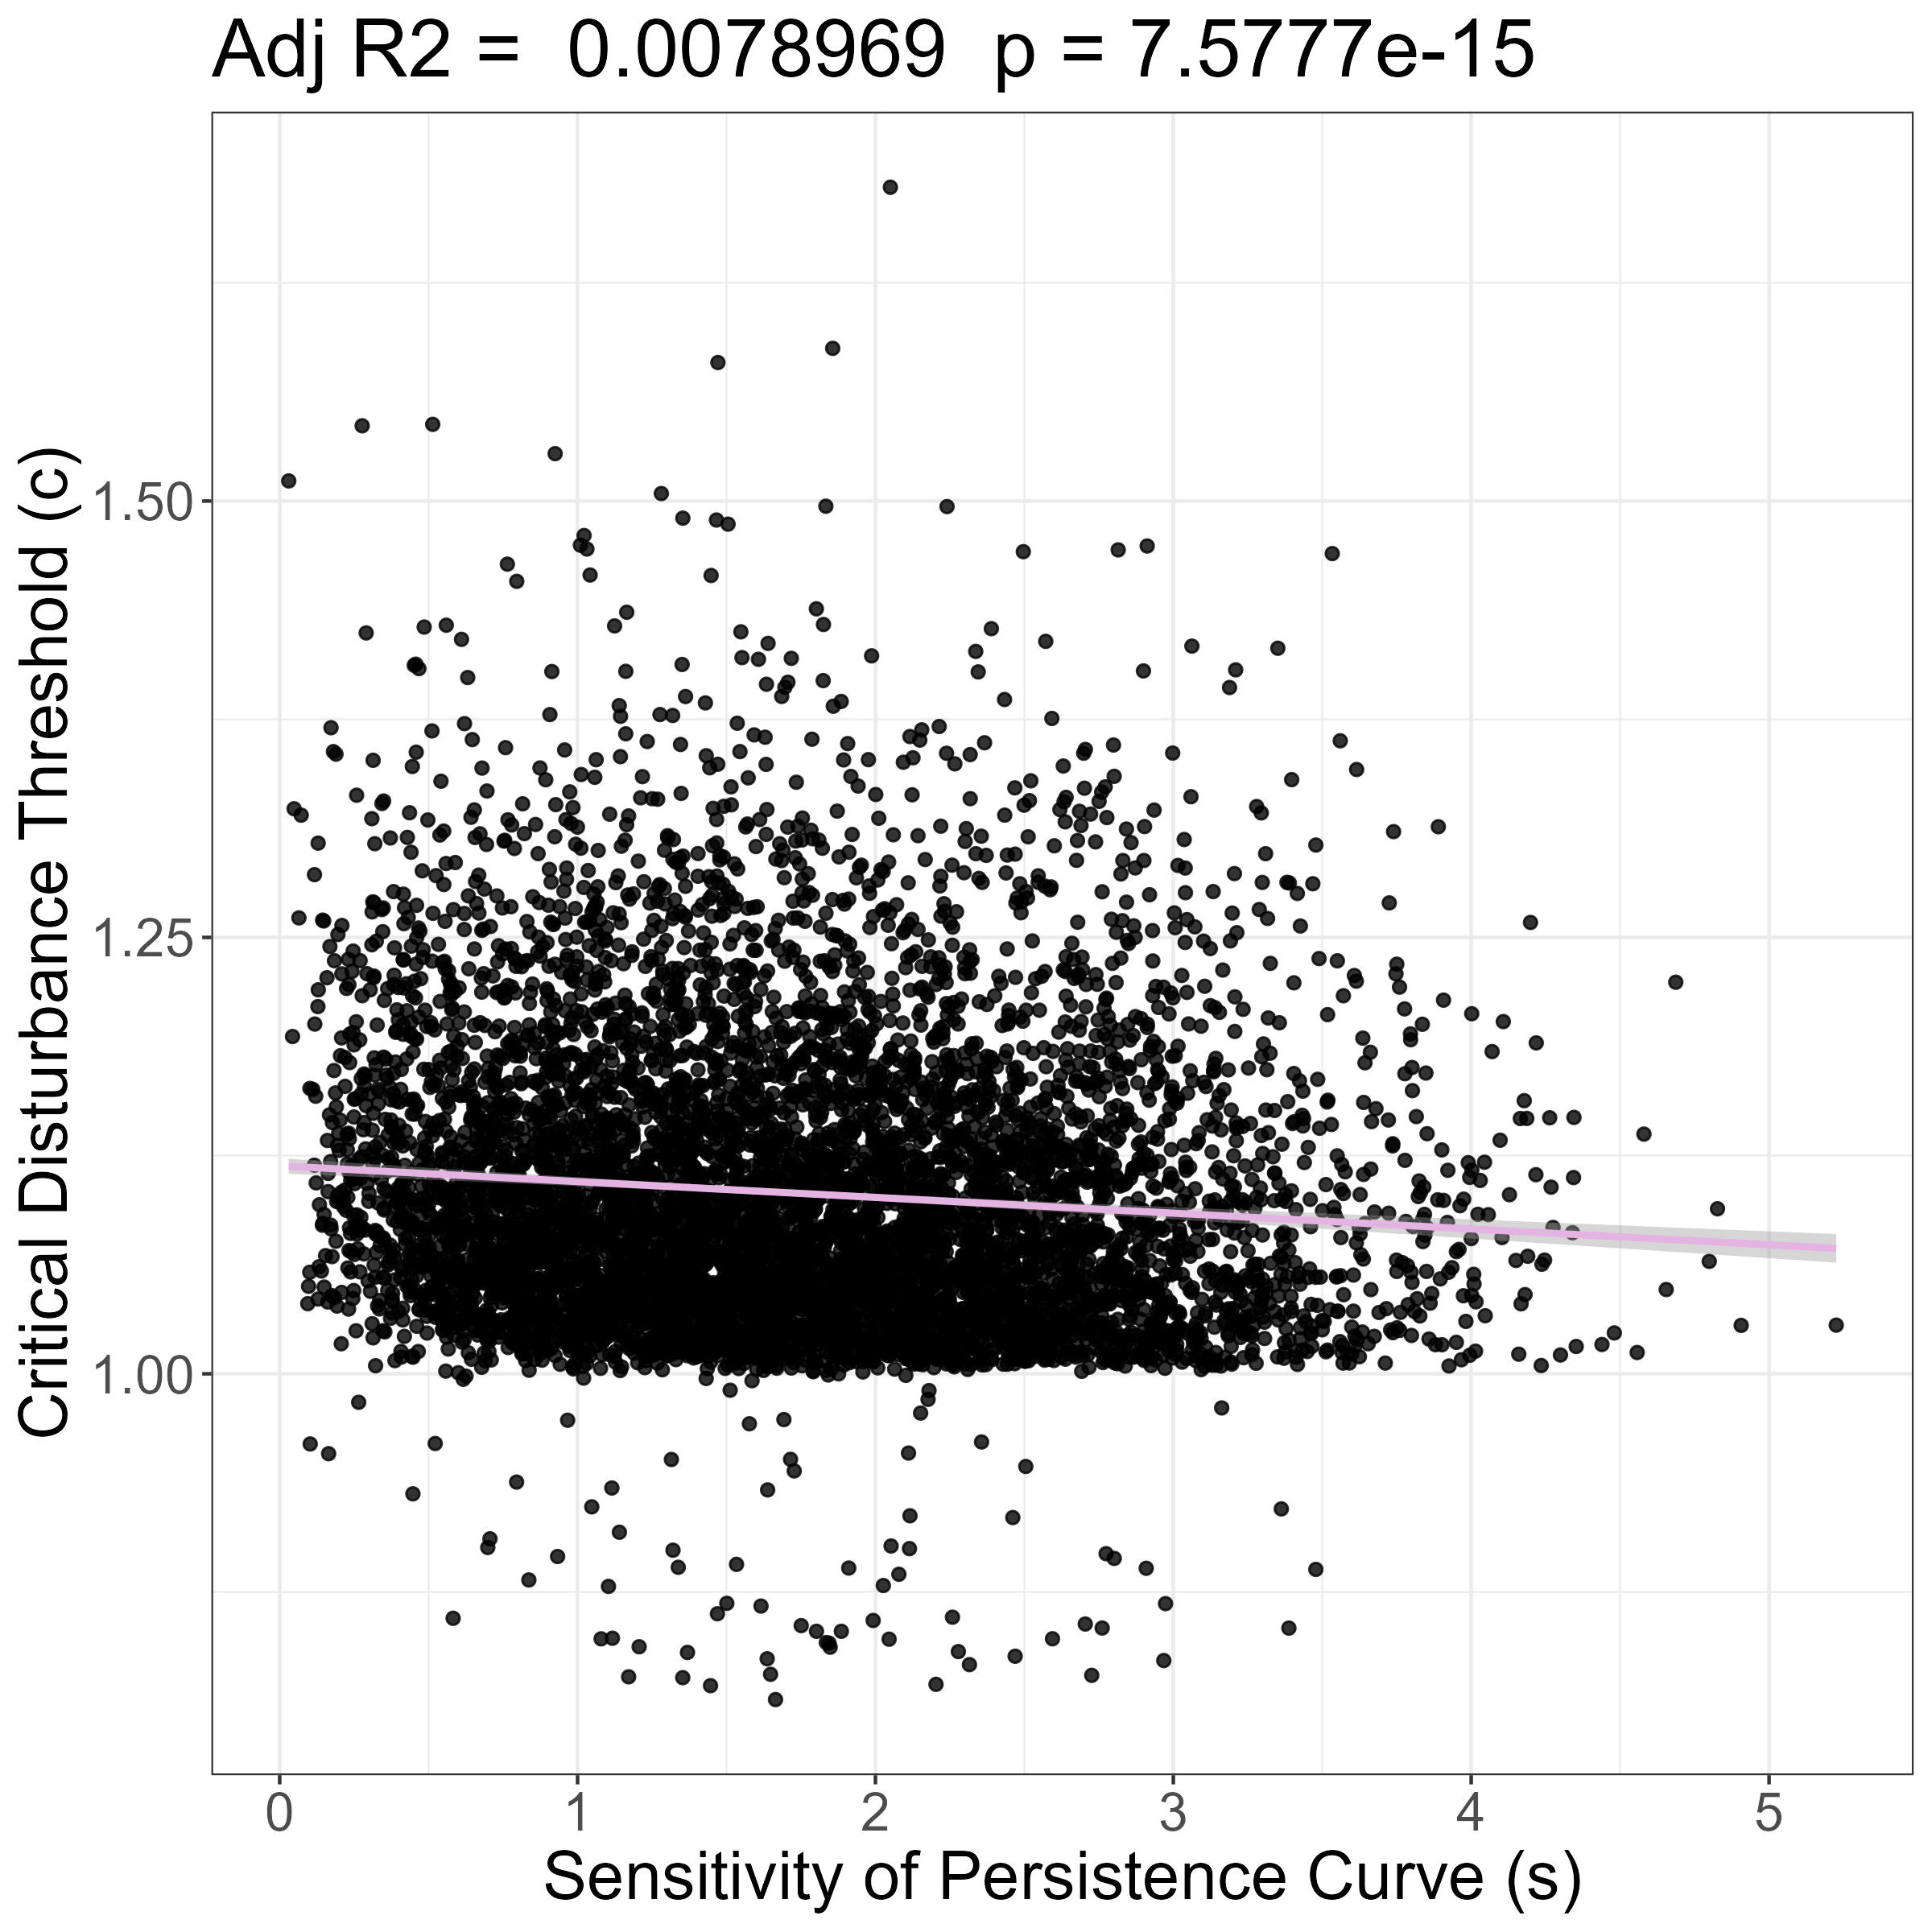 Adj R2 = 0.0078969 p = 7.5777e-15
Critical Disturbance Threshold (c)
1.50
1.25
1.00
0 1 2 3 4 5
Sensitivity of Persistence Curve (s)